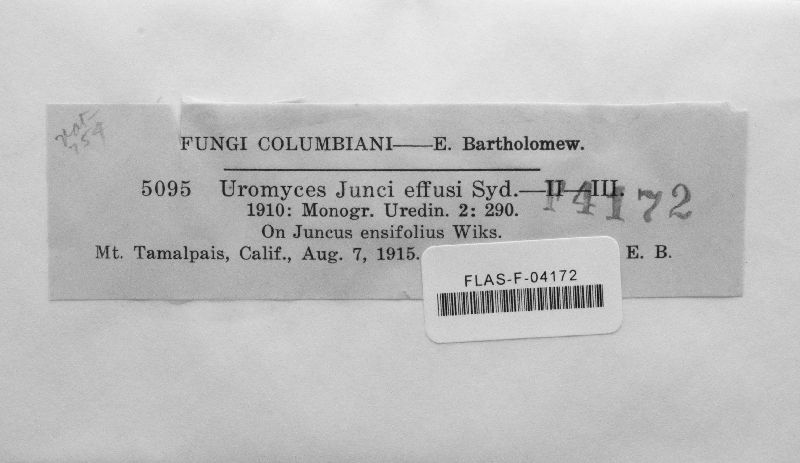 FUNGI COLUMBIANI——E. Bartholomew.
5095 Uromyces Junci effusi Syd.—II—III.
F4172
1910: Monogr. Uredin. 2: 290.
On Juncus ensifolius Wiks.
Mt. Tamalpais, Calif., Aug. 7, 1915. E. B.
FLAS-F-04172